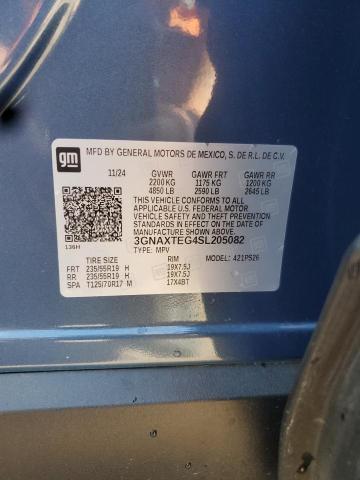 gm
MFD BY GENERAL MOTORS DE MEXICO, S. DE R.L. DE C.V.
11/24 GVWR GAWR FRT GAWR RR
2200 KG 1175 KG 1200 KG
4850 LB 2590 LB 2645 LB
THIS VEHICLE CONFORMS TO ALL
APPLICABLE U.S. FEDERAL MOTOR
VEHICLE SAFETY AND THEFT
PREVENTION STANDARDS IN EFFECT ON
THE DATE OF MANUFACTURE SHOWN ABOVE.
3GNAXTEG4SL205082
136H
TYPE: MPV
MODEL: 421PS26
TIRE SIZE RIM
FRT 235/55R19 H 19X7.5J
RR 235/55R19 H 19X7.5J
SPA T125/70R17 M 17X4BT